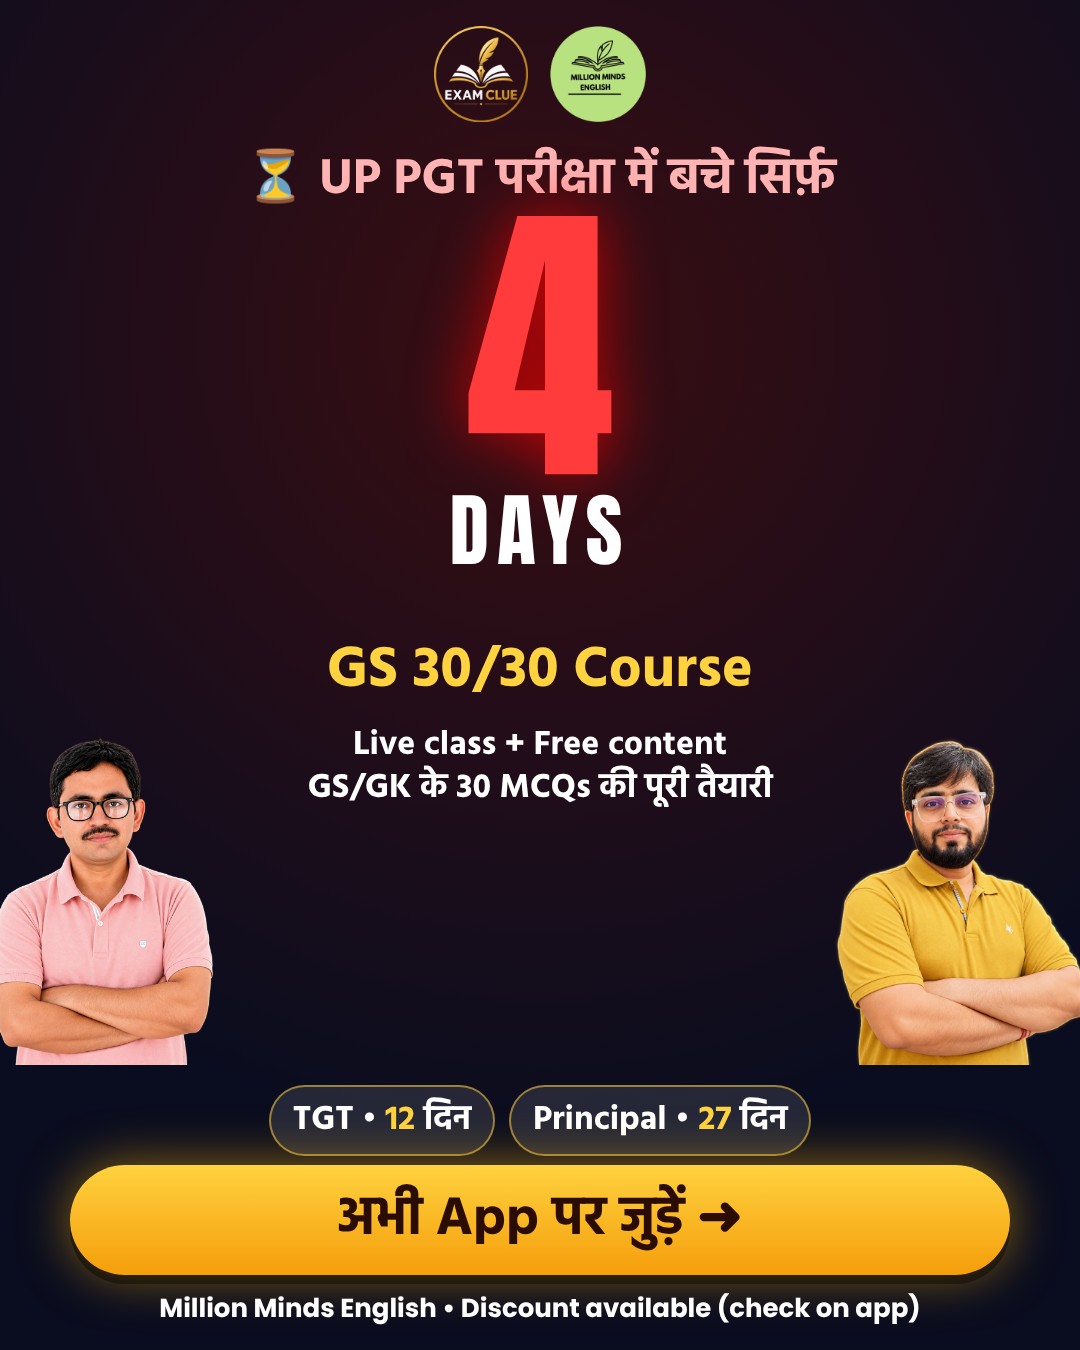 EXAM CLUE
MILLION MINDS
ENGLISH
⏳ UP PGT परीक्षा में बचे सिर्फ़
4
DAYS
GS 30/30 Course
Live class + Free content
GS/GK के 30 MCQs की पूरी तैयारी
TGT • 12 दिन
Principal • 27 दिन
अभी App पर जुड़ें ➜
Million Minds English • Discount available (check on app)